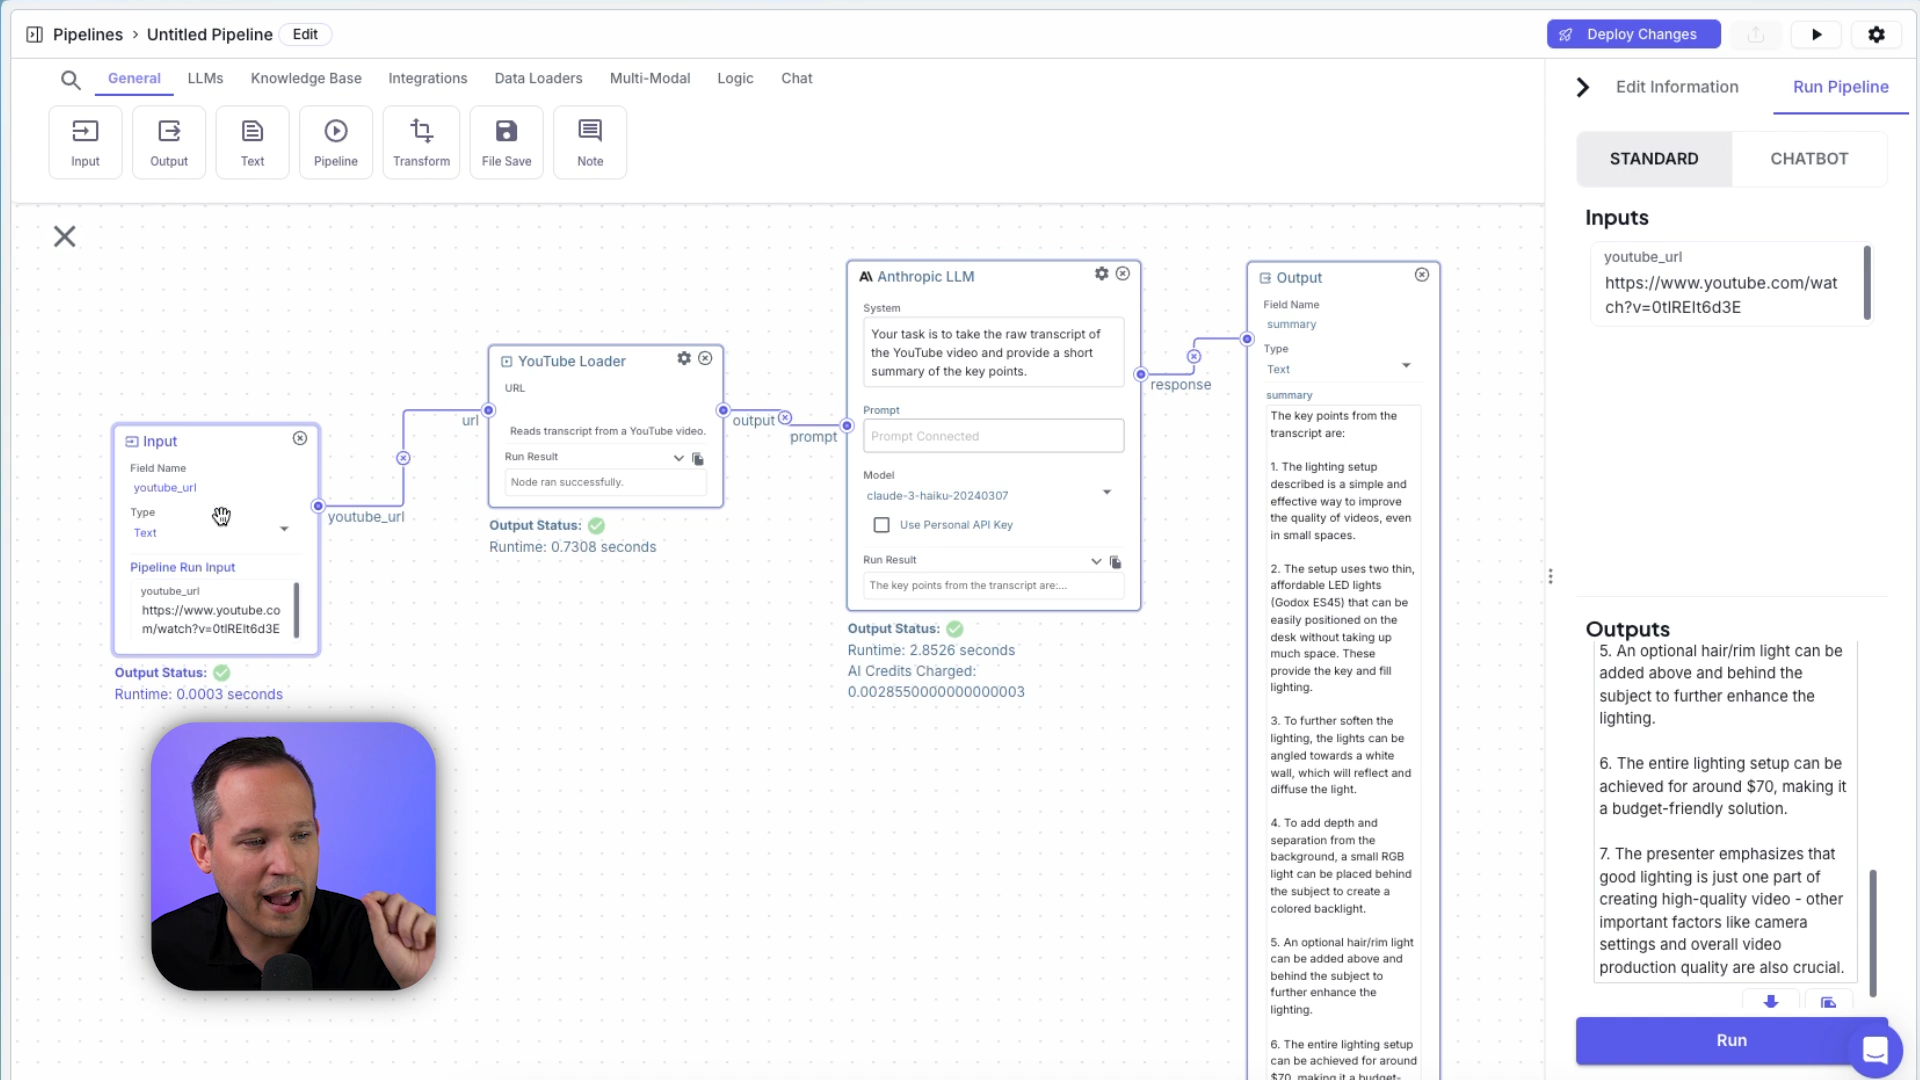 Pipelines › Untitled Pipeline Edit
Deploy Changes
General LLMs Knowledge Base Integrations Data Loaders Multi-Modal Logic Chat
Input Output Text Pipeline Transform File Save Note
Input
Field Name
youtube_url
Type
Text
Pipeline Run Input
youtube_url
https://www.youtube.co
m/watch?v=0tlREIt6d3E
Output Status:
Runtime: 0.0003 seconds
youtube_url
url
YouTube Loader
URL
Reads transcript from a YouTube video.
Run Result
Node ran successfully.
Output Status:
Runtime: 0.7308 seconds
output
prompt
Anthropic LLM
System
Your task is to take the raw transcript of
the YouTube video and provide a short
summary of the key points.
Prompt
Prompt Connected
Model
claude-3-haiku-20240307
Use Personal API Key
Run Result
The key points from the transcript are:...
Output Status:
Runtime: 2.8526 seconds
AI Credits Charged:
0.0028550000000000003
response
Output
Field Name
summary
Type
Text
summary
The key points from the
transcript are:
1. The lighting setup
described is a simple and
effective way to improve
the quality of videos, even
in small spaces.
2. The setup uses two thin,
affordable LED lights
(Godox ES45) that can be
easily positioned on the
desk without taking up
much space. These
provide the key and fill
lighting.
3. To further soften the
lighting, the lights can be
angled towards a white
wall, which will reflect and
diffuse the light.
4. To add depth and
separation from the
background, a small RGB
light can be placed behind
the subject to create a
colored backlight.
5. An optional hair/rim light
can be added above and
behind the subject to
further enhance the
lighting.
6. The entire lighting setup
can be achieved for around
$70, making it a budget-
Edit Information Run Pipeline
STANDARD CHATBOT
Inputs
youtube_url
https://www.youtube.com/wat
ch?v=0tlREIt6d3E
Outputs
5. An optional hair/rim light can be
added above and behind the
subject to further enhance the
lighting.
6. The entire lighting setup can be
achieved for around $70, making it
a budget-friendly solution.
7. The presenter emphasizes that
good lighting is just one part of
creating high-quality video - other
important factors like camera
settings and overall video
production quality are also crucial.
Run